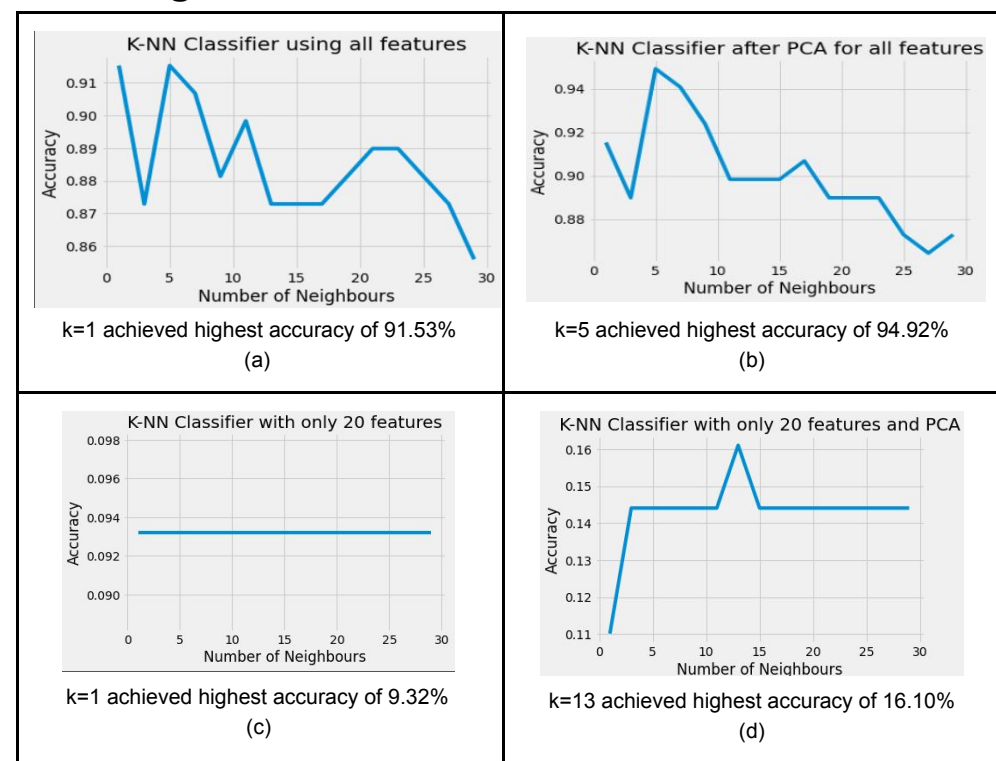 K-NN Classifier using all features
0.91
0.90
0.89
0.88
0.87
0.86
Accuracy
0 5 10 15 20 25 30
Number of Neighbours
k=1 achieved highest accuracy of 91.53%
(a)
K-NN Classifier after PCA for all features
0.94
0.92
0.90
0.88
Accuracy
0 5 10 15 20 25 30
Number of Neighbours
k=5 achieved highest accuracy of 94.92%
(b)
K-NN Classifier with only 20 features
0.098
0.096
0.094
0.092
0.090
Accuracy
0 5 10 15 20 25 30
Number of Neighbours
k=1 achieved highest accuracy of 9.32%
(c)
K-NN Classifier with only 20 features and PCA
0.16
0.15
0.14
0.13
0.12
0.11
Accuracy
0 5 10 15 20 25 30
Number of Neighbours
k=13 achieved highest accuracy of 16.10%
(d)